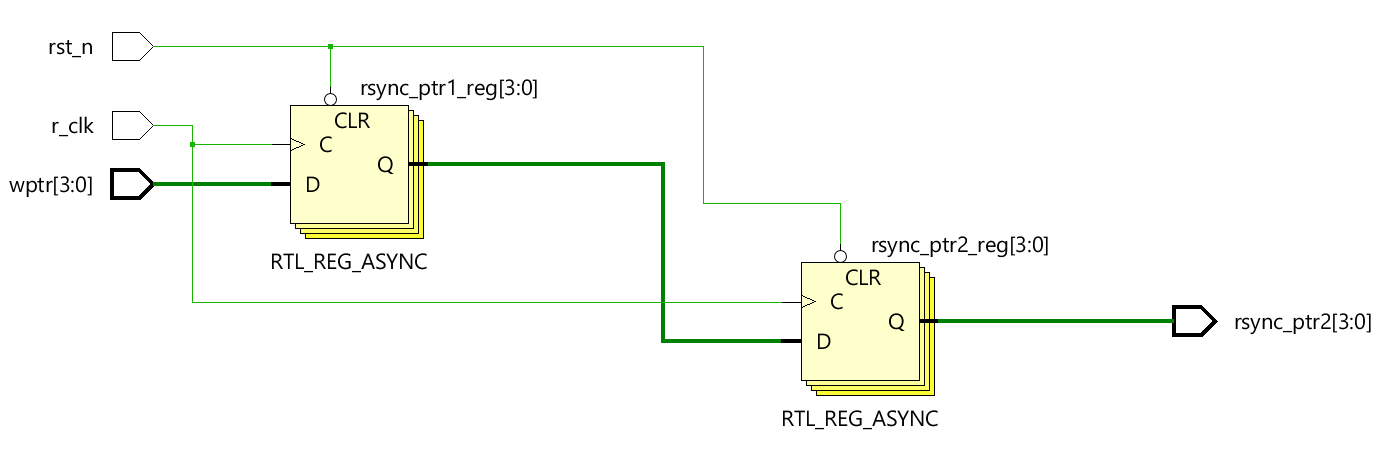 rst_n
rsync_ptr1_reg[3:0]
CLR
r_clk
C
Q
wptr[3:0]
D
RTL_REG_ASYNC
rsync_ptr2_reg[3:0]
CLR
C
Q
rsync_ptr2[3:0]
D
RTL_REG_ASYNC